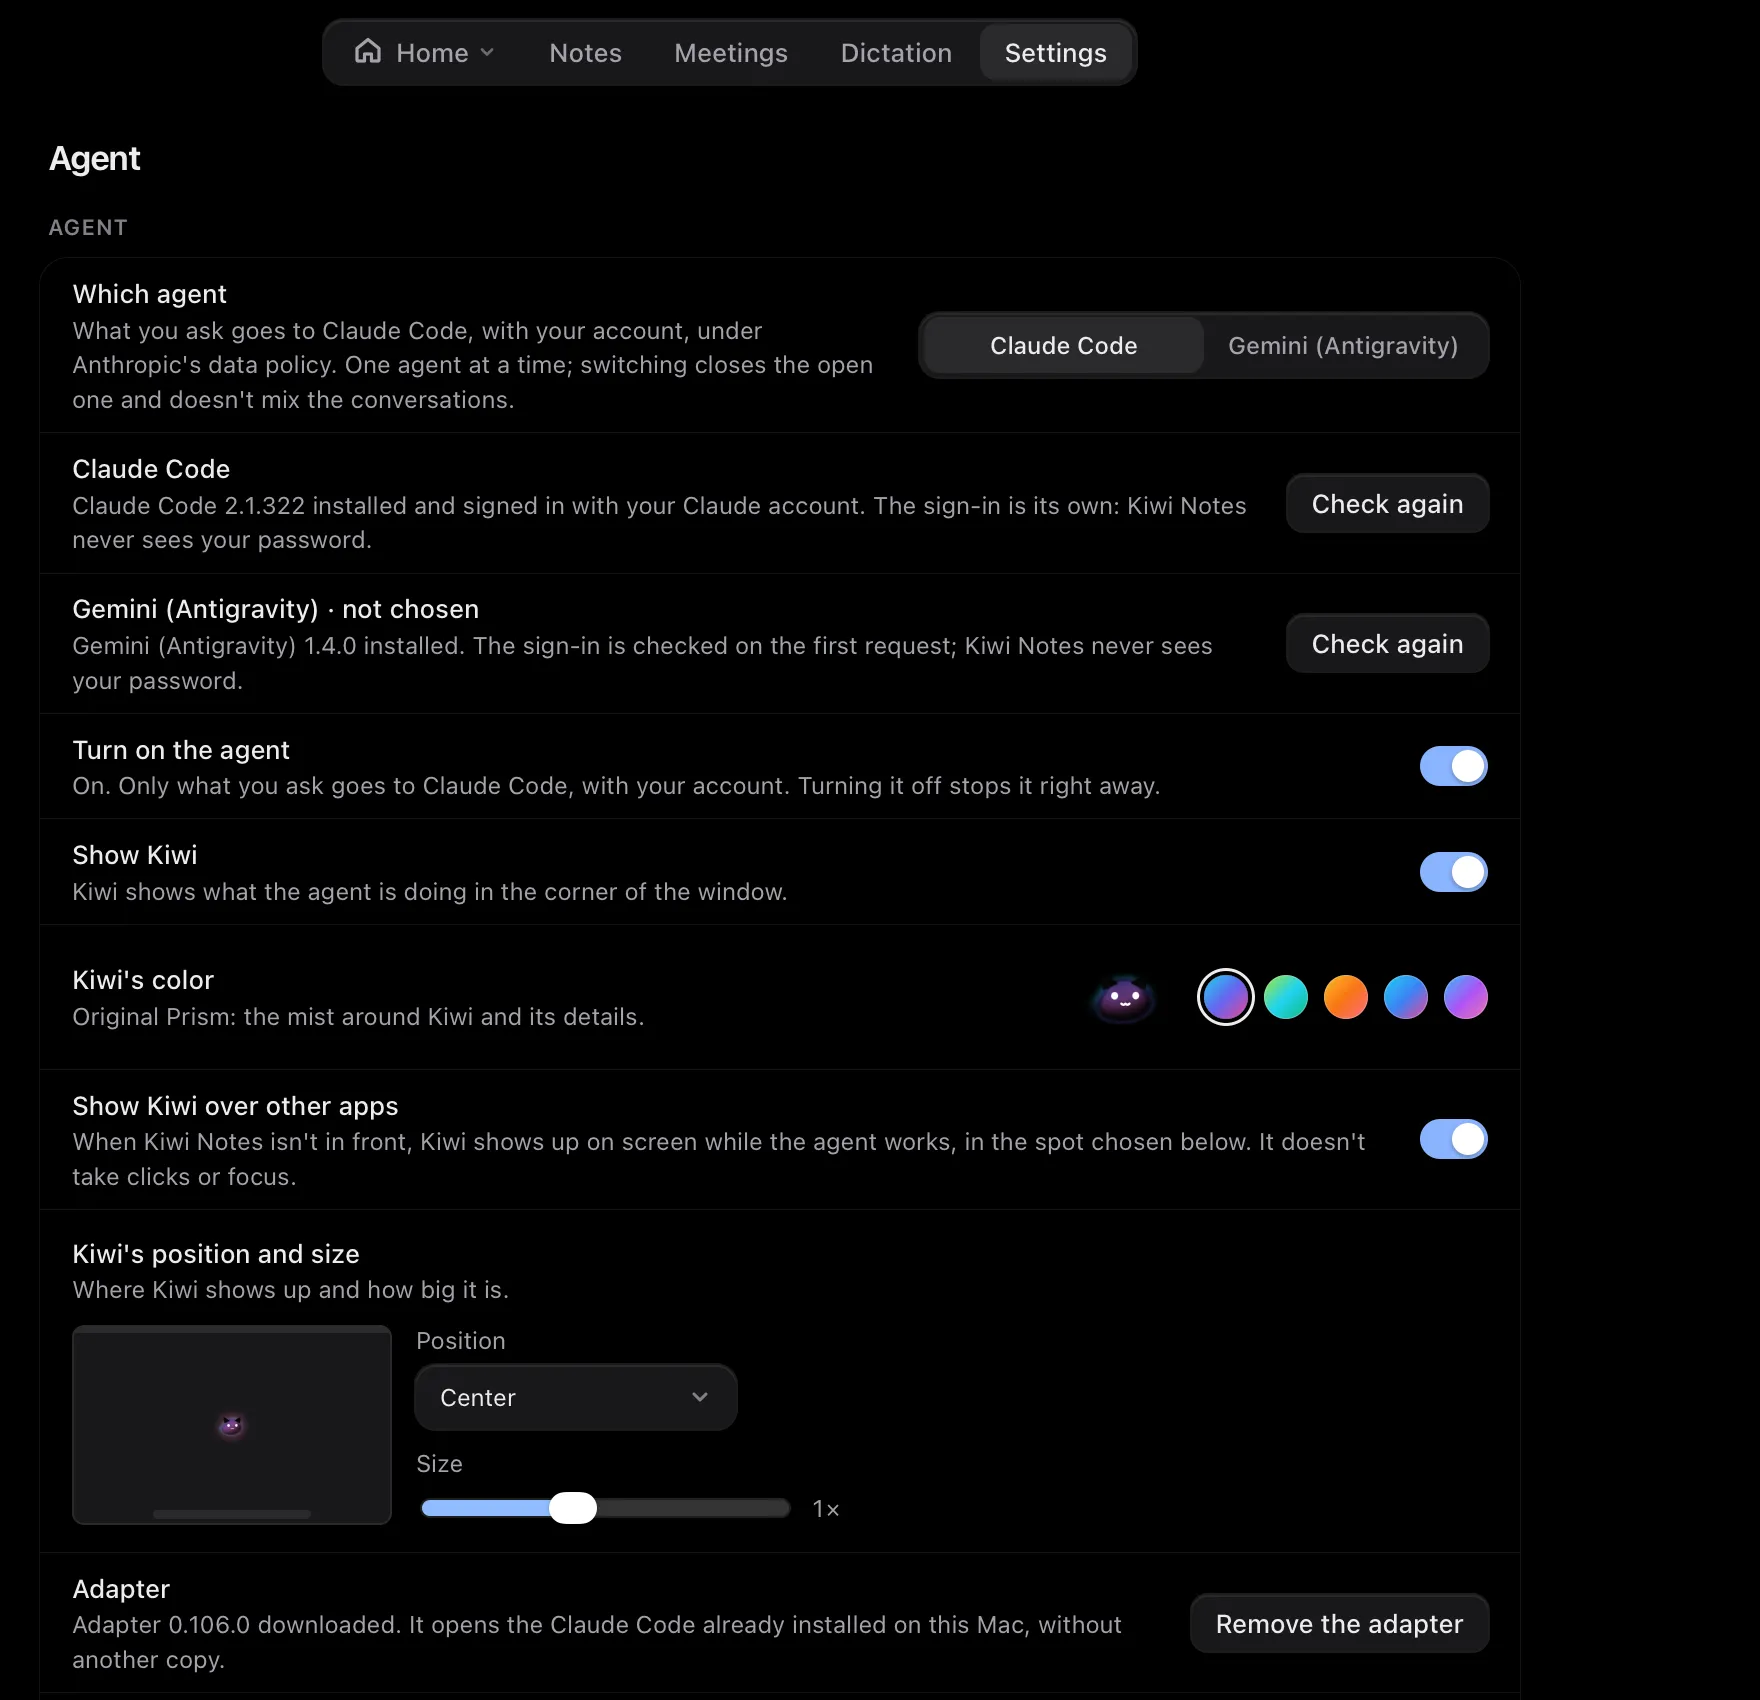 Home
Notes
Meetings
Dictation
Settings
Agent
AGENT
Which agent
What you ask goes to Claude Code, with your account, under
Anthropic's data policy. One agent at a time; switching closes the open
one and doesn't mix the conversations.
Claude Code
Gemini (Antigravity)
Claude Code
Claude Code 2.1.322 installed and signed in with your Claude account. The sign-in is its own: Kiwi Notes
never sees your password.
Check again
Gemini (Antigravity) · not chosen
Gemini (Antigravity) 1.4.0 installed. The sign-in is checked on the first request; Kiwi Notes never sees
your password.
Check again
Turn on the agent
On. Only what you ask goes to Claude Code, with your account. Turning it off stops it right away.
Show Kiwi
Kiwi shows what the agent is doing in the corner of the window.
Kiwi's color
Original Prism: the mist around Kiwi and its details.
Show Kiwi over other apps
When Kiwi Notes isn't in front, Kiwi shows up on screen while the agent works, in the spot chosen below. It doesn't
take clicks or focus.
Kiwi's position and size
Where Kiwi shows up and how big it is.
Position
Center
Size
1×
Adapter
Adapter 0.106.0 downloaded. It opens the Claude Code already installed on this Mac, without
another copy.
Remove the adapter